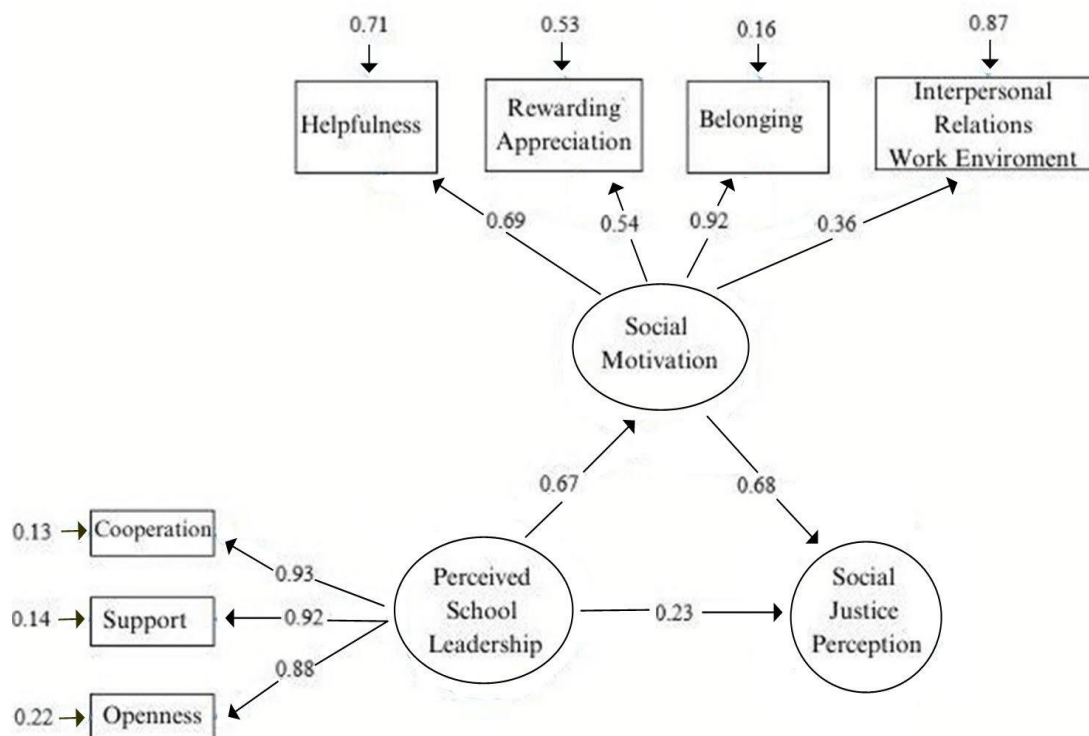 0.71
0.53
0.16
0.87
Helpfulness
Rewarding
Appreciation
Belonging
Interpersonal
Relations
Work Enviroment
0.69
0.54
0.92
0.36
Social
Motivation
0.67
0.68
0.13
Cooperation
0.93
0.14
Support
0.92
0.22
Openness
0.88
Perceived
School
Leadership
0.23
Social
Justice
Perception